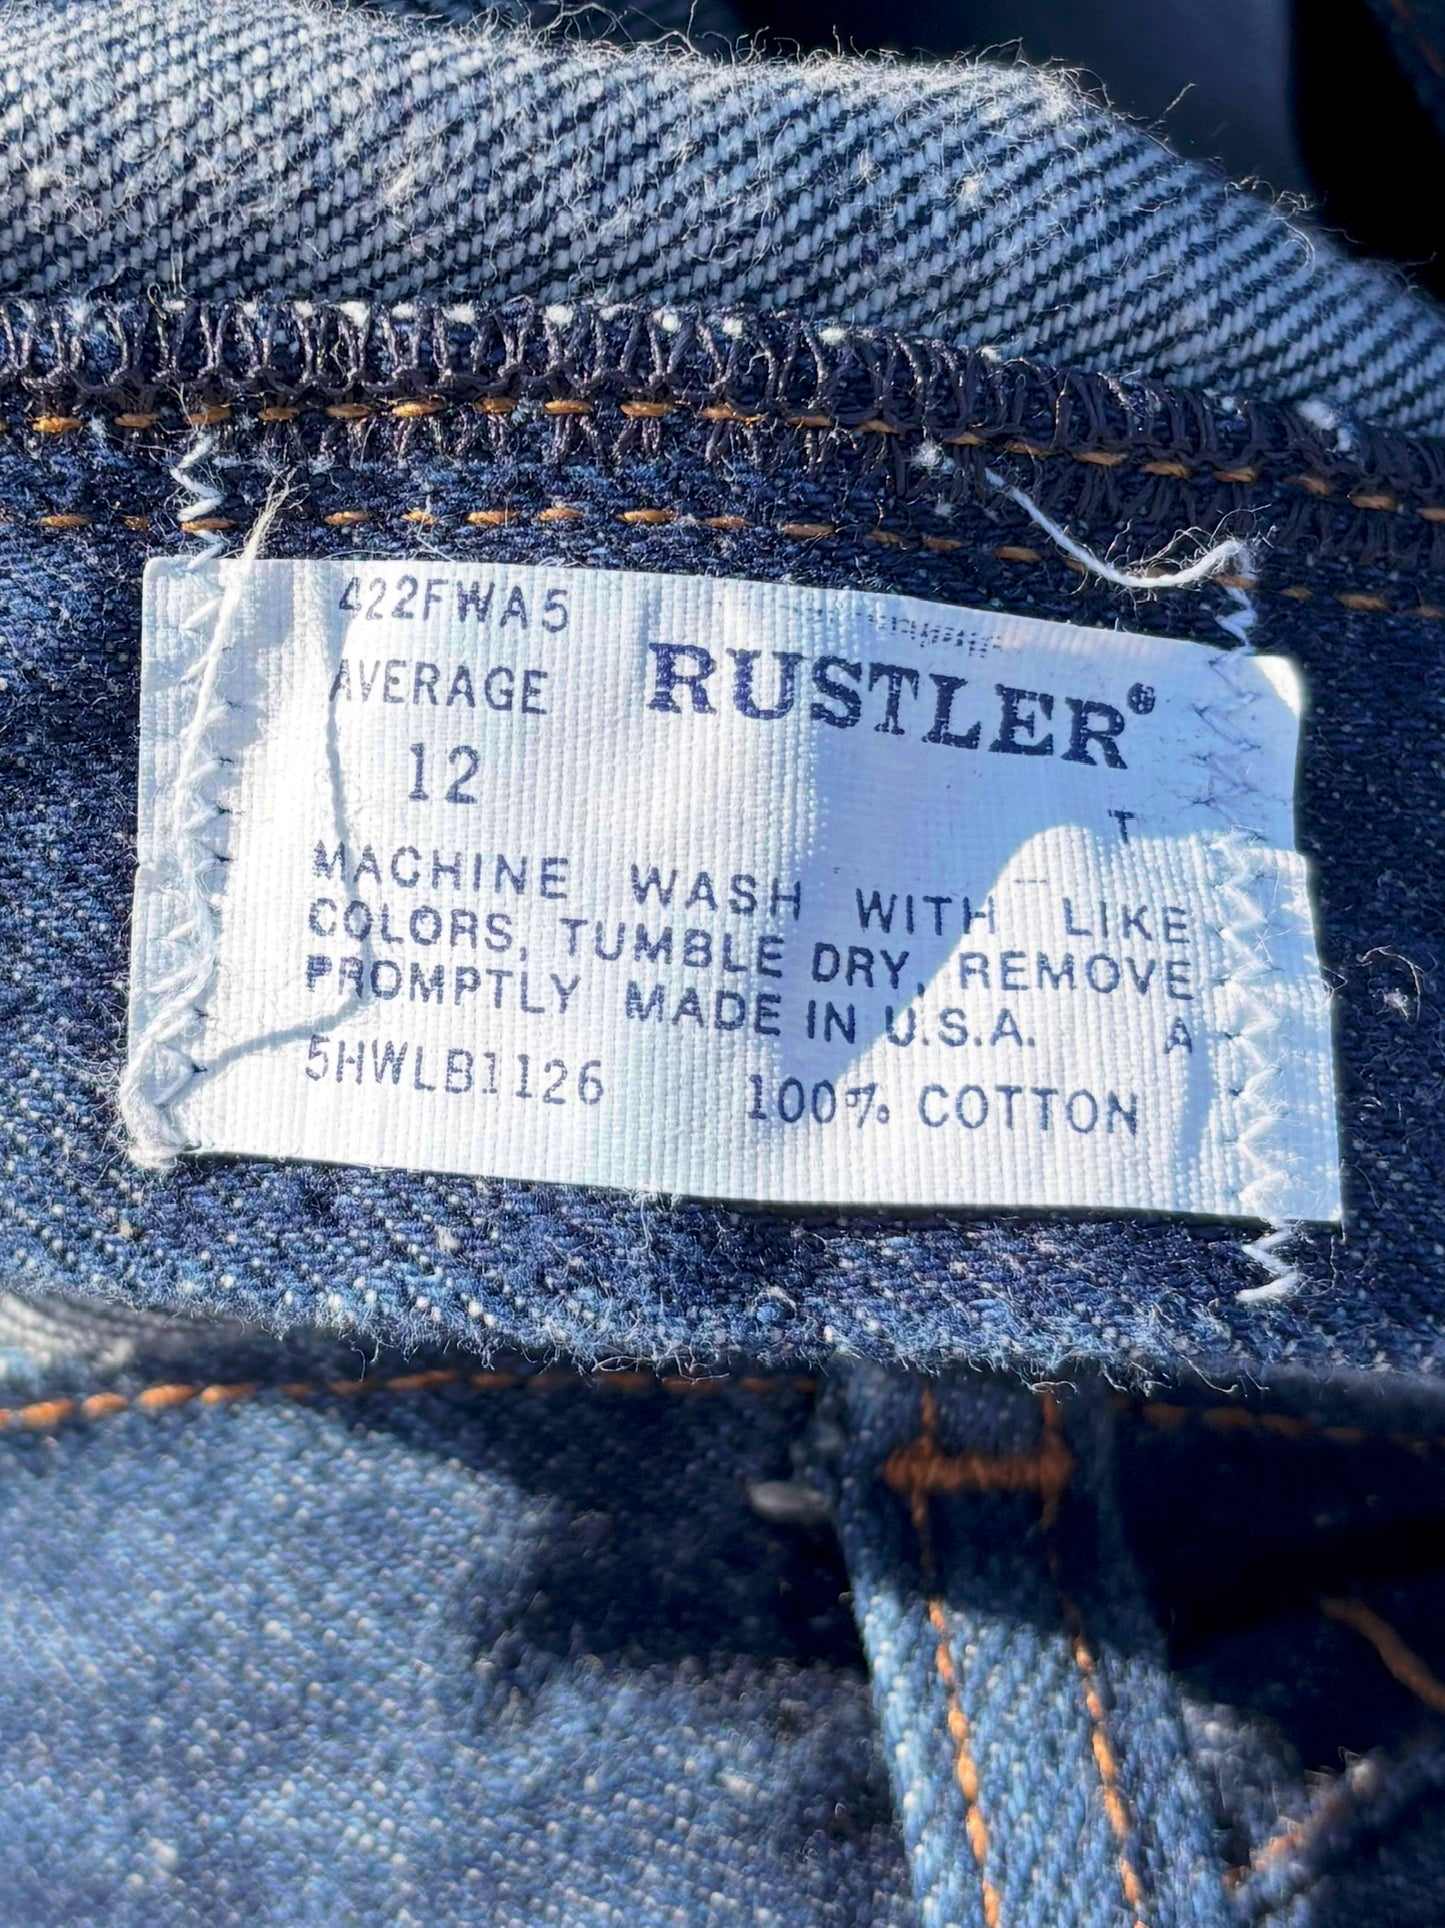 422FWA5
RUSTLER®
AVERAGE
12
T
MACHINE WASH WITH LIKE
COLORS, TUMBLE DRY, REMOVE
PROMPTLY MADE IN U.S.A. A
5HWLB1126 100% COTTON